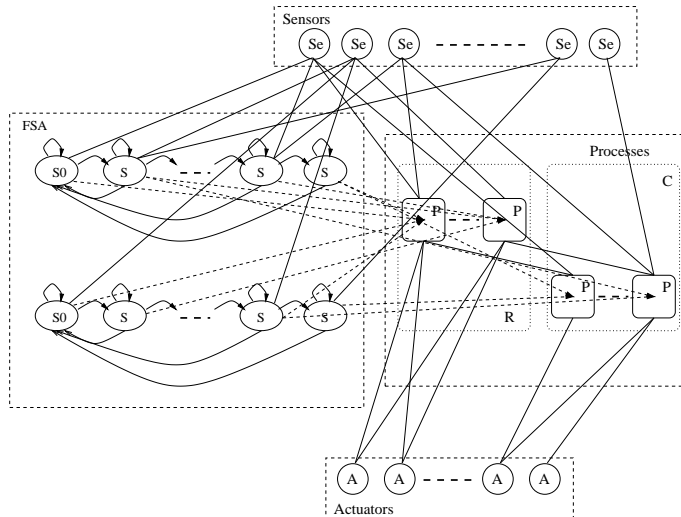 Sensors
Se Se Se Se Se
FSA
Processes
C
S0 S S S
P P
R
P P
S0 S S S
A A A A
Actuators